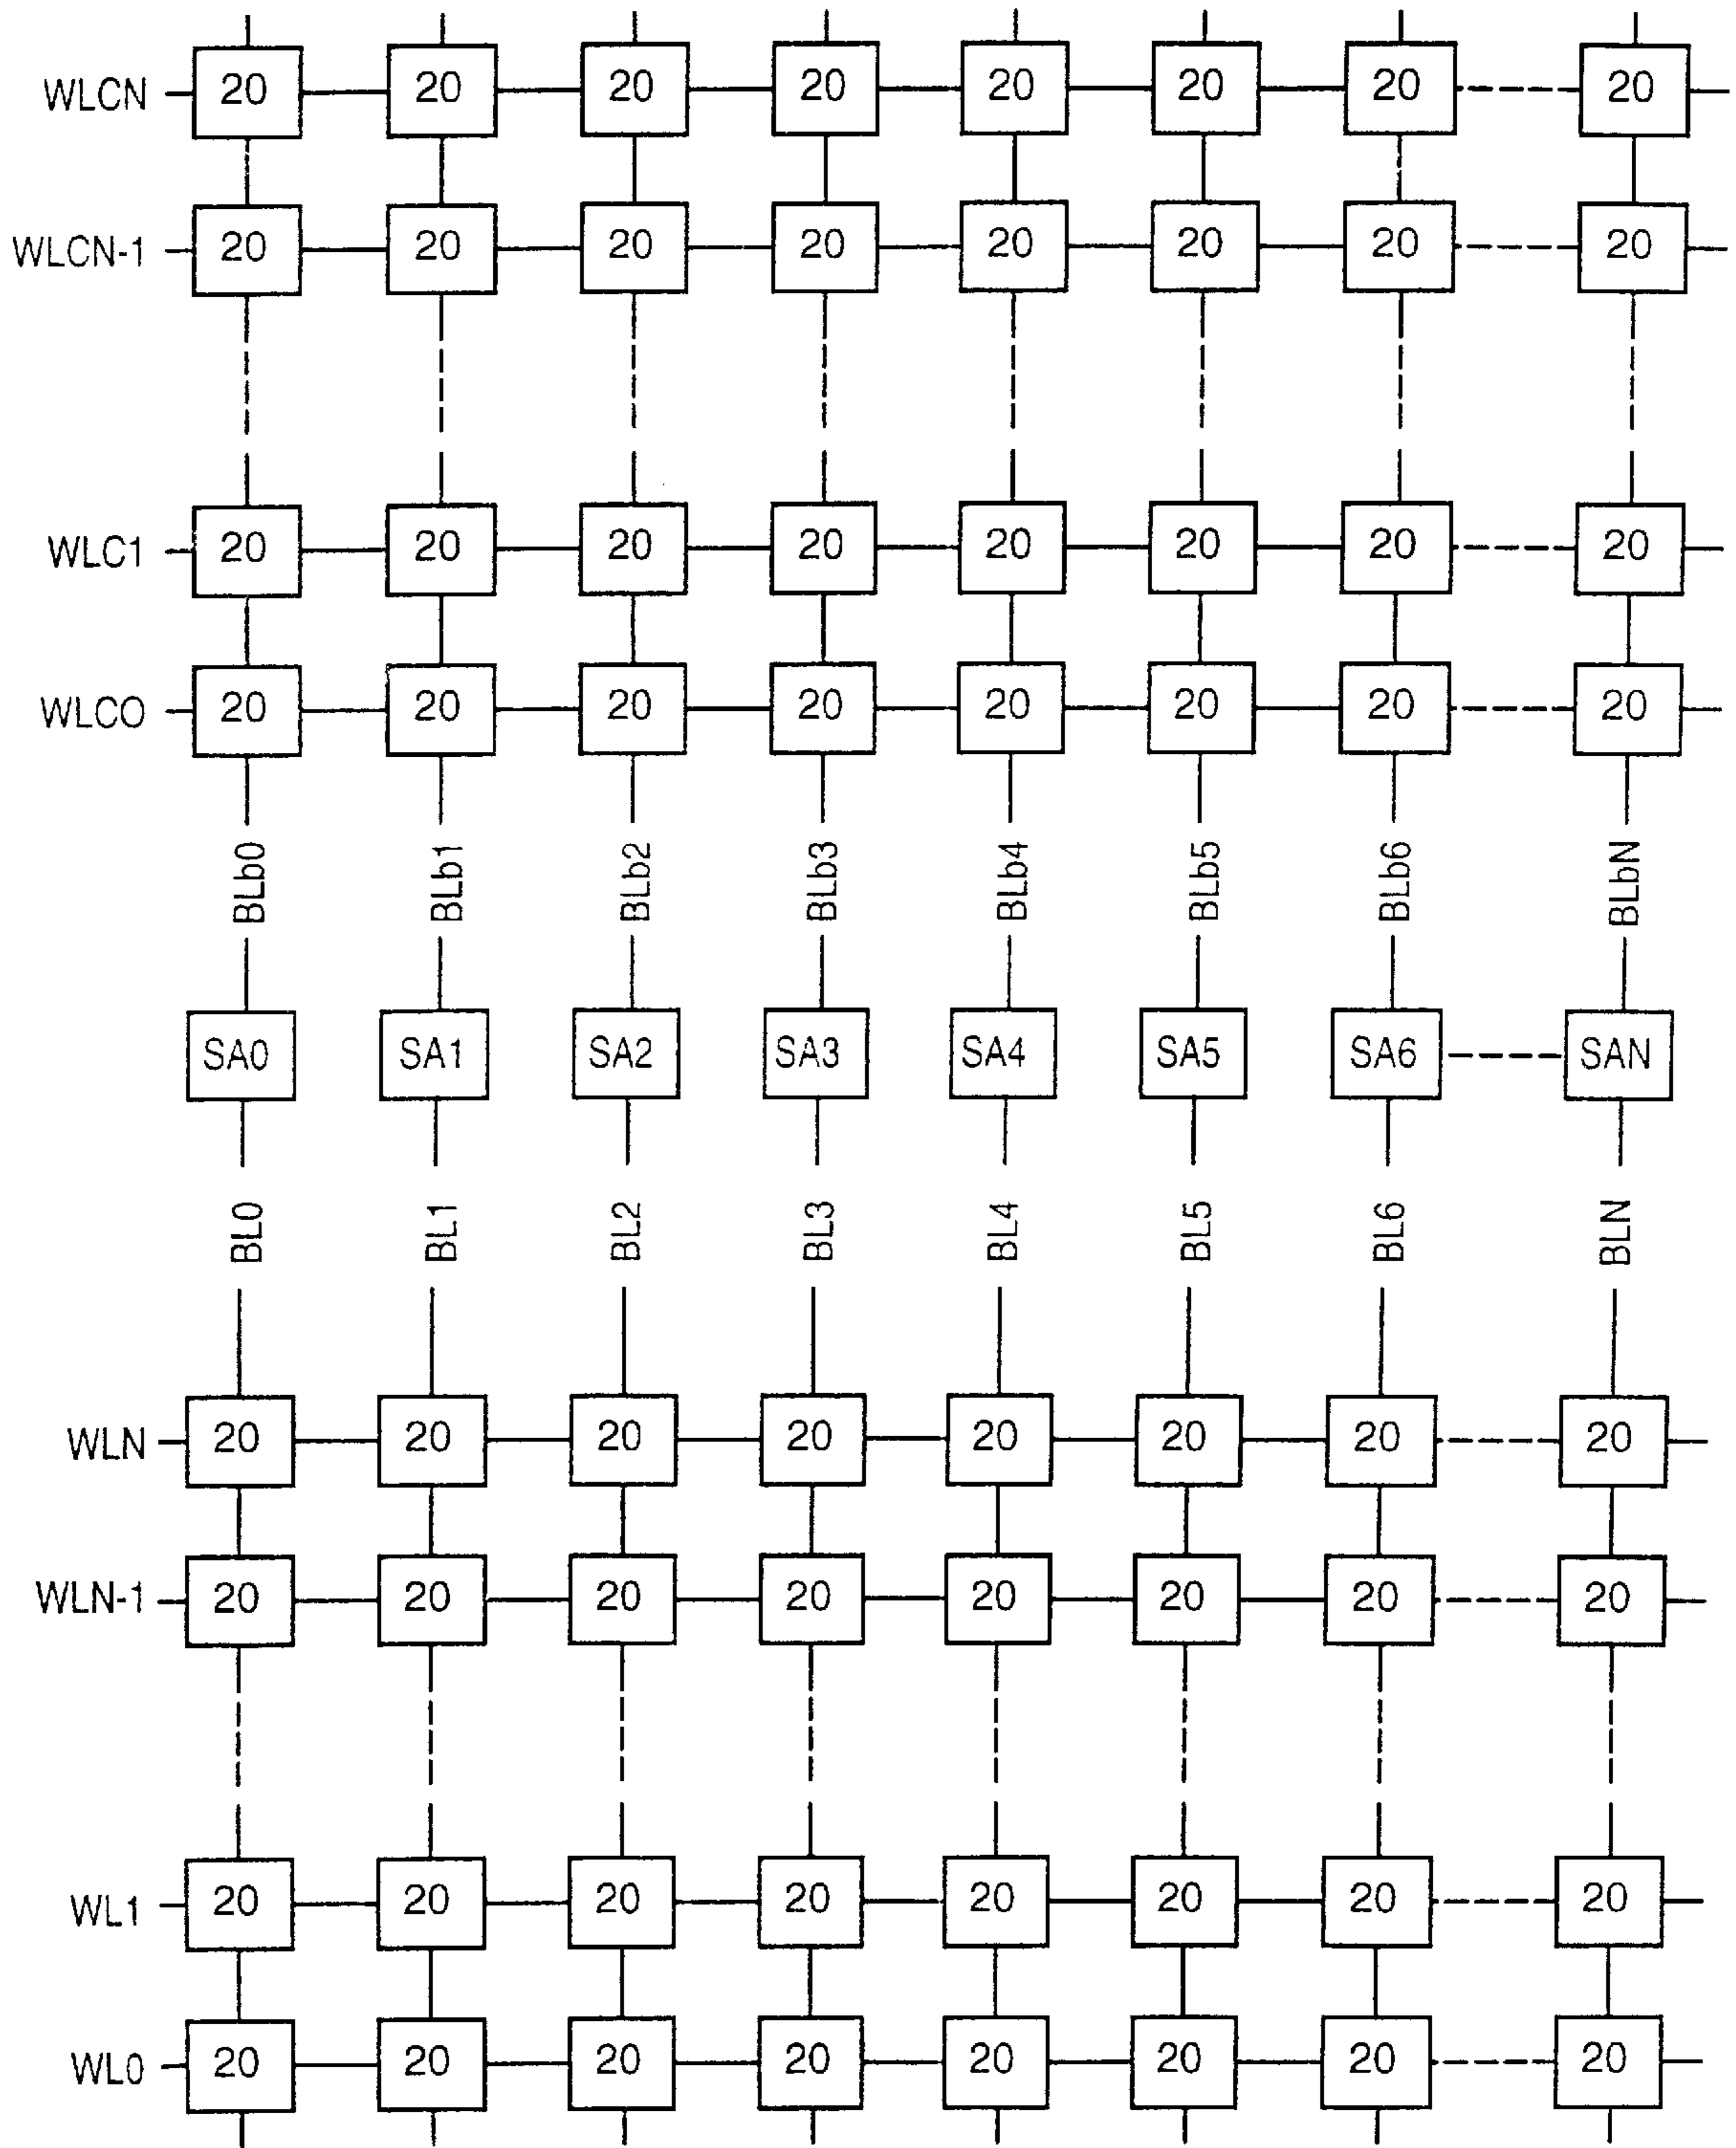 WLCN 20 20 20 20 20 20 20 20
WLCN-1 20 20 20 20 20 20 20 20
WLC1 20 20 20 20 20 20 20 20
WLCO 20 20 20 20 20 20 20 20
BLb0 BLb1 BLb2 BLb3 BLb4 BLb5 BLb6 BLbN
SA0 SA1 SA2 SA3 SA4 SA5 SA6 SAN
BL0 BL1 BL2 BL3 BL4 BL5 BL6 BLN
WLN 20 20 20 20 20 20 20 20
WLN-1 20 20 20 20 20 20 20 20
WL1 20 20 20 20 20 20 20 20
WL0 20 20 20 20 20 20 20 20